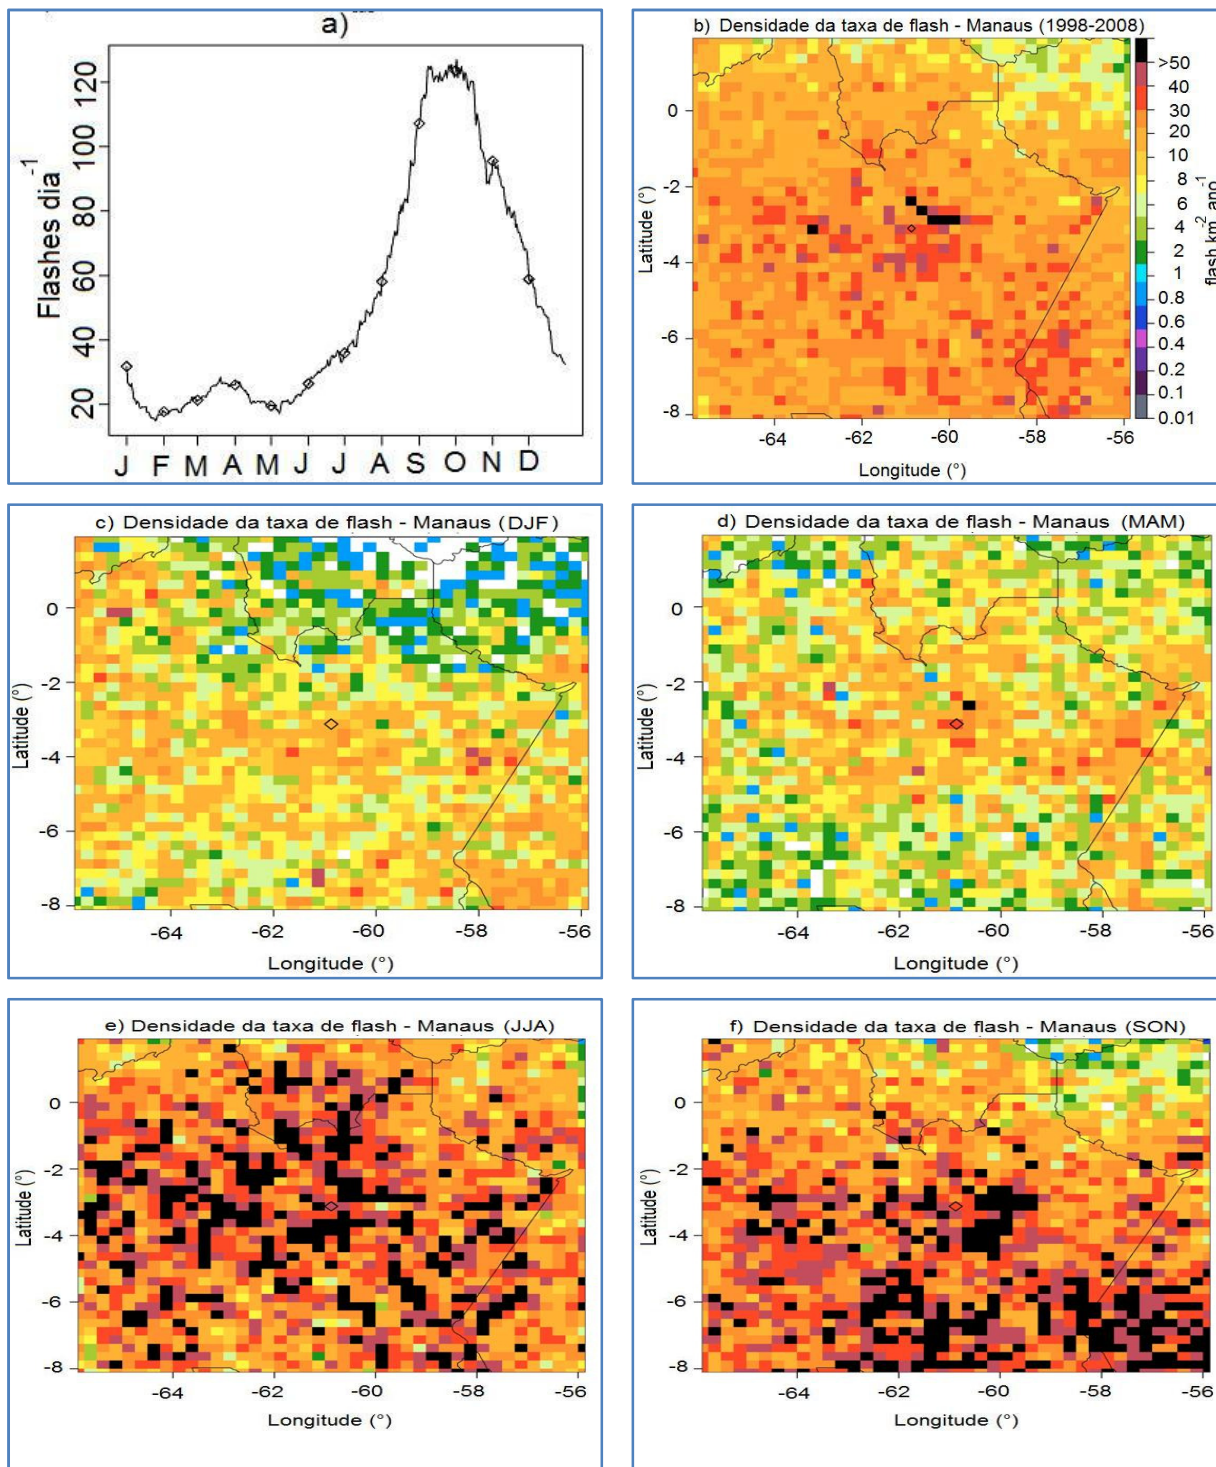 a)
Flashes dia-1
120
100
80
60
40
20
J F M A M J J A S O N D
b) Densidade da taxa de flash - Manaus (1998-2008)
Latitude (°)
0
-2
-4
-6
-8
-64 -62 -60 -58 -56
Longitude (°)
>50
40
30
20
10
8
6
4
2
1
0.8
0.6
0.4
0.2
0.1
0.01
flash km-2 ano-1
c) Densidade da taxa de flash - Manaus (DJF)
Latitude (°)
0
-2
-4
-6
-8
-64 -62 -60 -58 -56
Longitude (°)
d) Densidade da taxa de flash - Manaus (MAM)
Latitude (°)
0
-2
-4
-6
-8
-64 -62 -60 -58 -56
Longitude (°)
e) Densidade da taxa de flash - Manaus (JJA)
Latitude (°)
0
-2
-4
-6
-8
-64 -62 -60 -58 -56
Longitude (°)
f) Densidade da taxa de flash - Manaus (SON)
Latitude (°)
0
-2
-4
-6
-8
-64 -62 -60 -58 -56
Longitude (°)